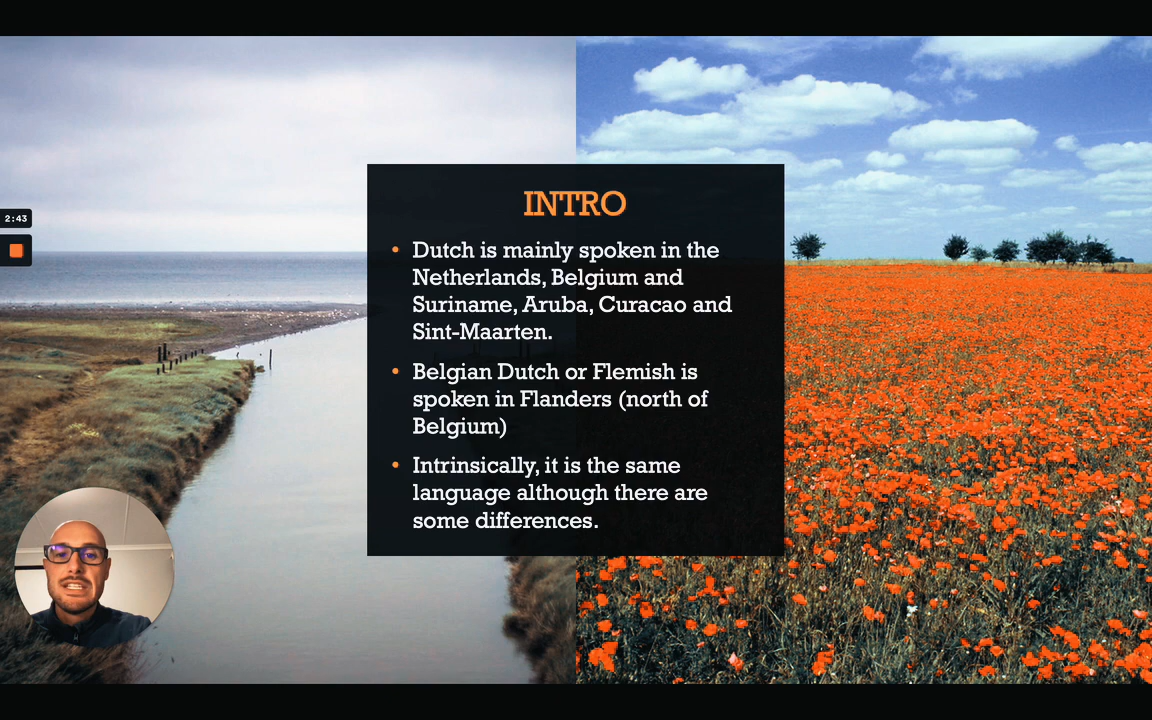 2:43
INTRO
• Dutch is mainly spoken in the
Netherlands, Belgium and
Suriname, Aruba, Curacao and
Sint-Maarten.
• Belgian Dutch or Flemish is
spoken in Flanders (north of
Belgium)
• Intrinsically, it is the same
language although there are
some differences.